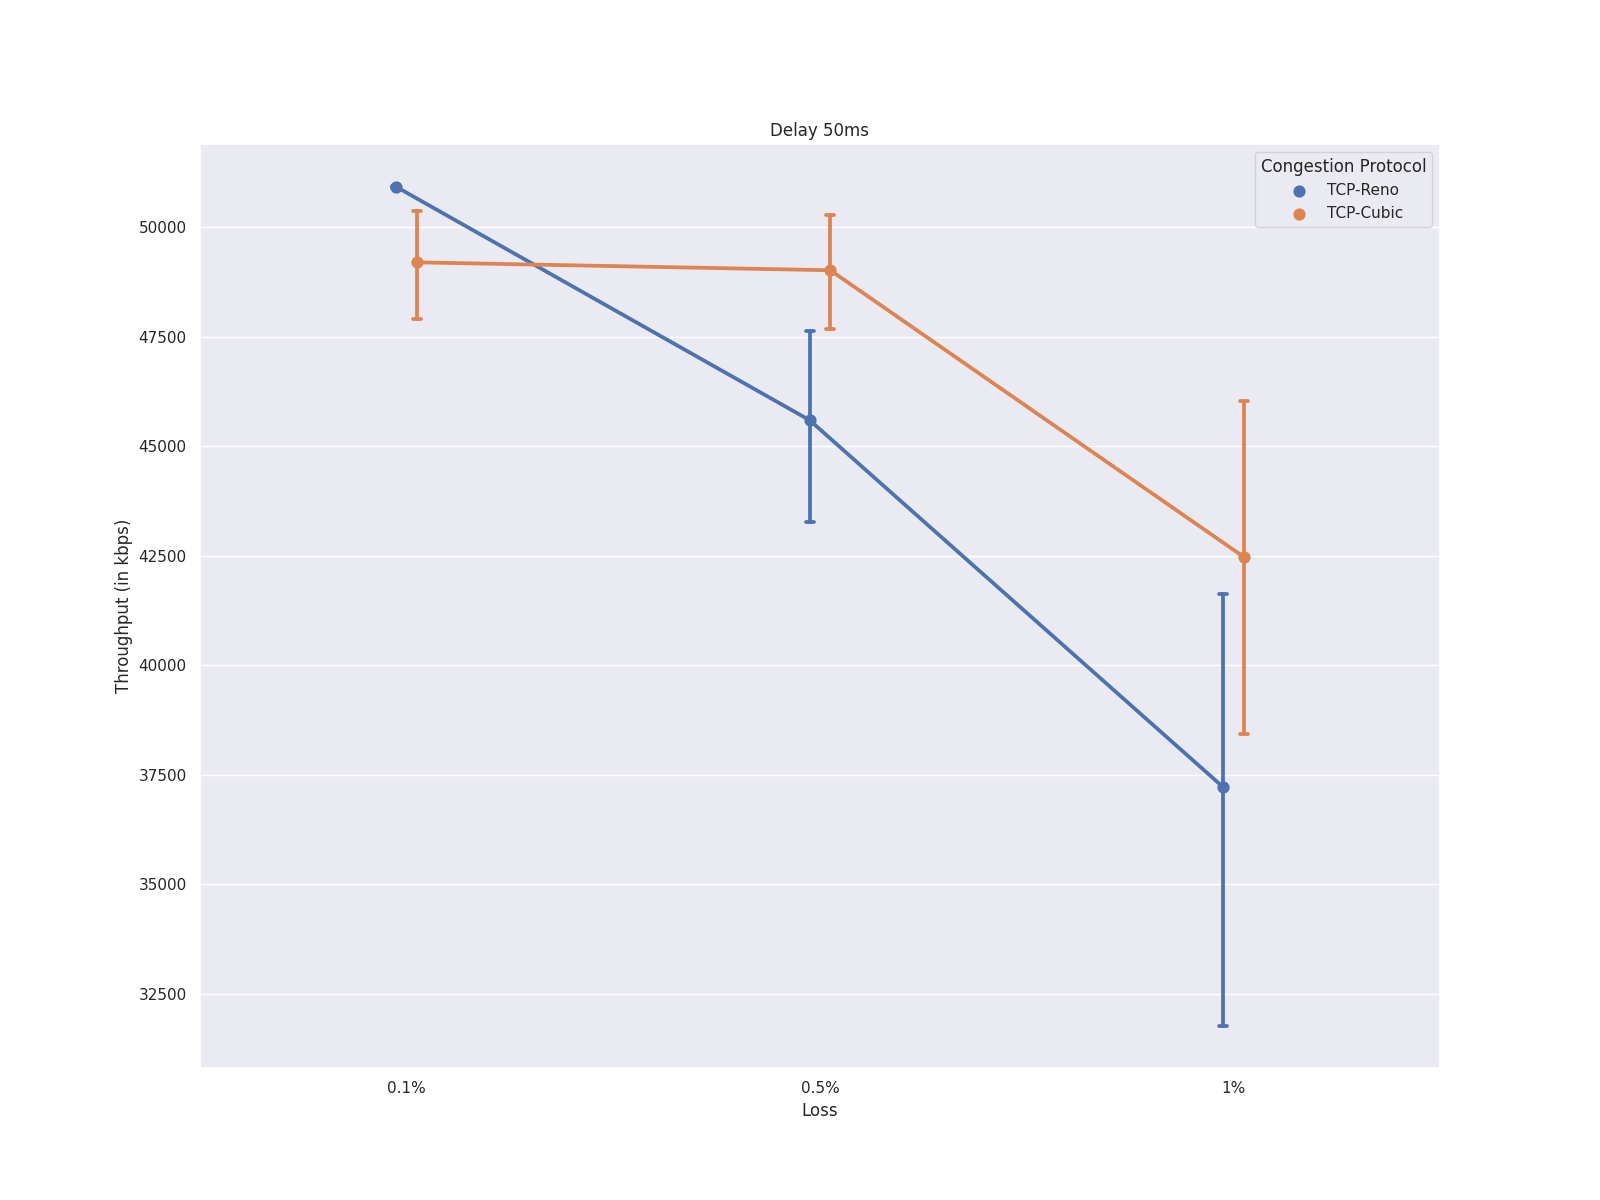 Delay 50ms
Congestion Protocol
TCP-Reno
TCP-Cubic
50000
47500
45000
42500
40000
37500
35000
32500
Throughput (in kbps)
0.1% 0.5% 1%
Loss